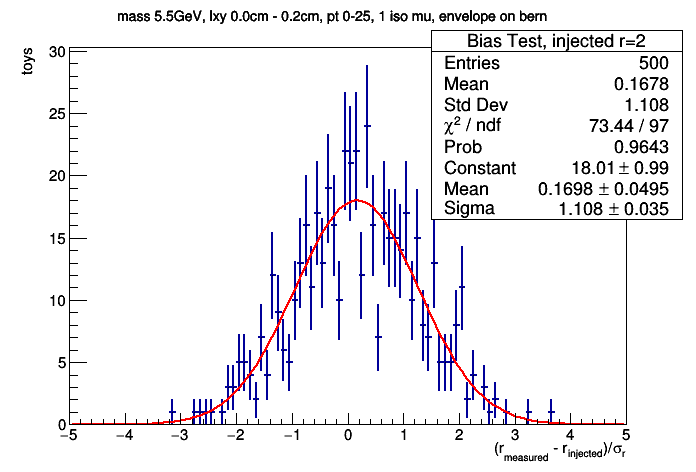 mass 5.5GeV, lxy 0.0cm - 0.2cm, pt 0-25, 1 iso mu, envelope on bern
Bias Test, injected r=2
Entries 500
Mean 0.1678
Std Dev 1.108
χ² / ndf 73.44 / 97
Prob 0.9643
Constant 18.01 ± 0.99
Mean 0.1698 ± 0.0495
Sigma 1.108 ± 0.035
toys
30
25
20
15
10
5
0
−5 −4 −3 −2 −1 0 1 2 3 4 5
(r_measured - r_injected)/σ_r